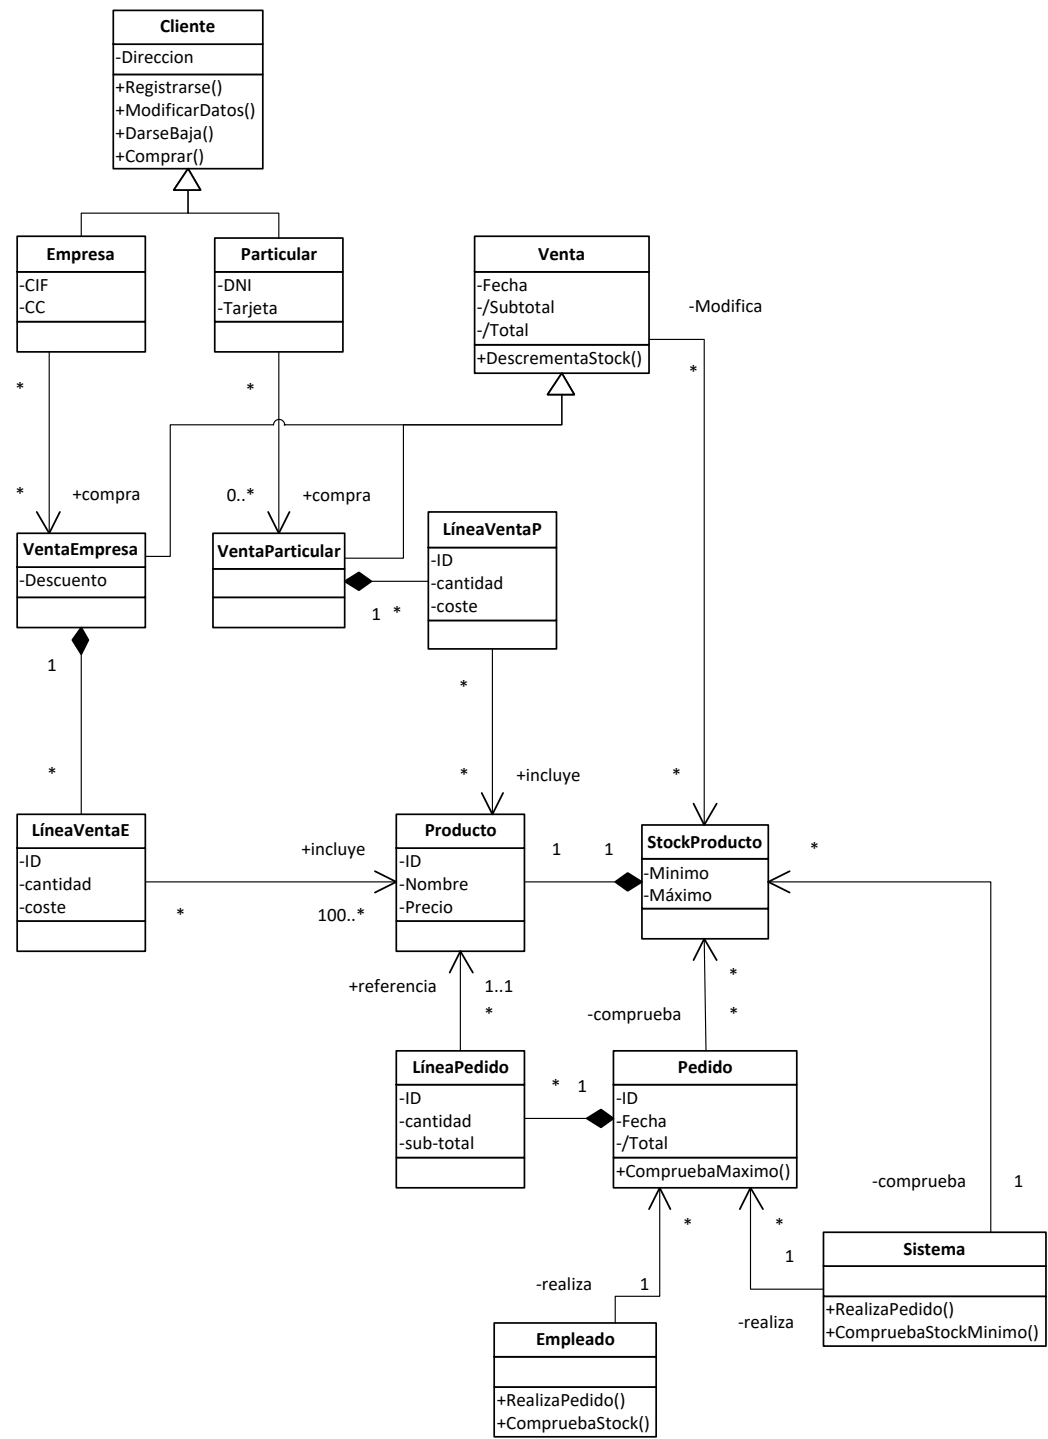 Cliente
-Direccion
+Registrarse()
+ModificarDatos()
+DarseBaja()
+Comprar()
Empresa
-CIF
-CC
Particular
-DNI
-Tarjeta
Venta
-Fecha
-/Subtotal
-/Total
+DescrementaStock()
-Modifica
*
*
*
*
+compra
0..*
+compra
VentaEmpresa
-Descuento
VentaParticular
LíneaVentaP
-ID
-cantidad
-coste
1
*
1
*
*
*
+incluye
*
LíneaVentaE
-ID
-cantidad
-coste
+incluye
*
100..*
Producto
-ID
-Nombre
-Precio
1
1
StockProducto
-Minimo
-Máximo
*
+referencia
1..1
*
-comprueba
*
*
LíneaPedido
-ID
-cantidad
-sub-total
*
1
Pedido
-ID
-Fecha
-/Total
+CompruebaMaximo()
-comprueba
1
*
*
1
-realiza
1
-realiza
Sistema
+RealizaPedido()
+CompruebaStockMinimo()
Empleado
+RealizaPedido()
+CompruebaStock()